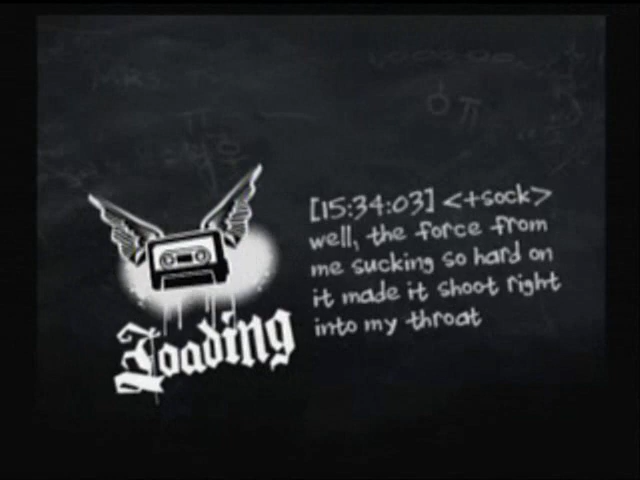 Loading
[15:34:03] <+sock>
well, the force from
me sucking so hard on
it made it shoot right
into my throat